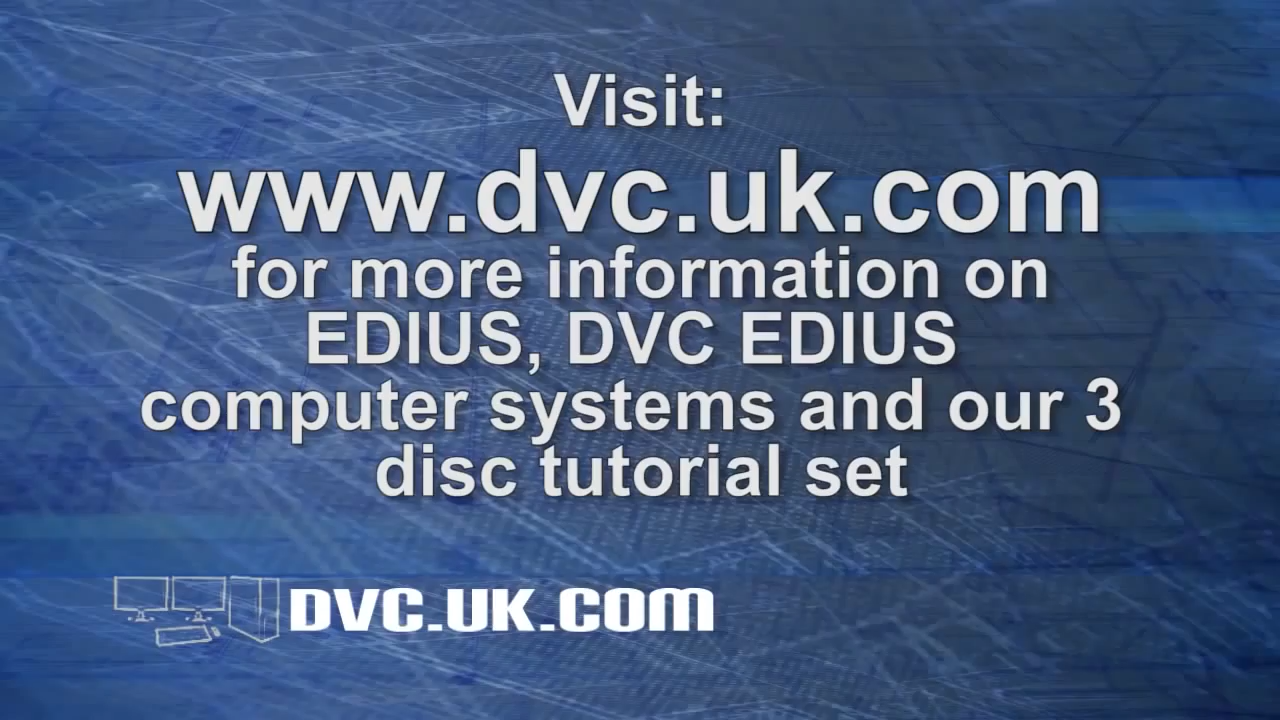 Visit:
www.dvc.uk.com
for more information on
EDIUS, DVC EDIUS
computer systems and our 3
disc tutorial set
DVC.UK.COM